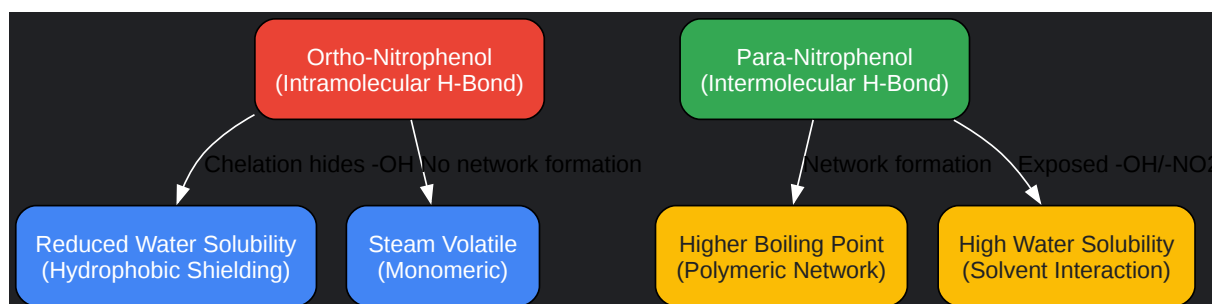 Ortho-Nitrophenol
(Intramolecular H-Bond)
Para-Nitrophenol
(Intermolecular H-Bond)
Chelation hides -OH
No network formation
Network formation
Exposed -OH/-NO2
Reduced Water Solubility
(Hydrophobic Shielding)
Steam Volatile
(Monomeric)
Higher Boiling Point
(Polymeric Network)
High Water Solubility
(Solvent Interaction)